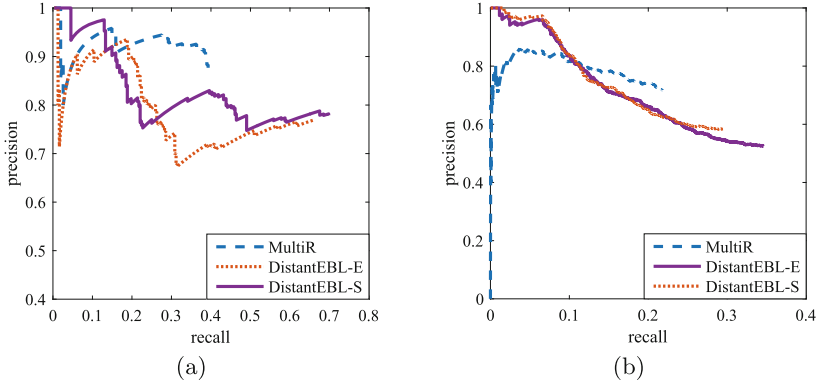 1
0.9
0.8
0.7
0.6
0.5
0.4
precision
0 0.1 0.2 0.3 0.4 0.5 0.6 0.7 0.8
recall
MultiR
DistantEBL-E
DistantEBL-S
(a)
1
0.8
0.6
0.4
0.2
0
precision
0 0.1 0.2 0.3 0.4
recall
MultiR
DistantEBL-E
DistantEBL-S
(b)